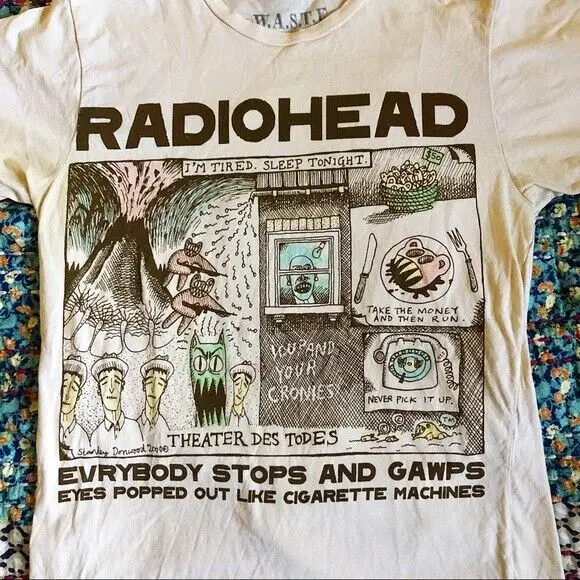 W.A.S.T.E
RADIOHEAD
I'M TIRED. SLEEP TONIGHT.
$50
TAKE THE MONEY
AND THEN RUN.
YOU AND
YOUR
CRONIES
NEVER PICK IT UP.
THEATER DES TODES
Stanley Donwood
EVRYBODY STOPS AND GAWPS
EYES POPPED OUT LIKE CIGARETTE MACHINES